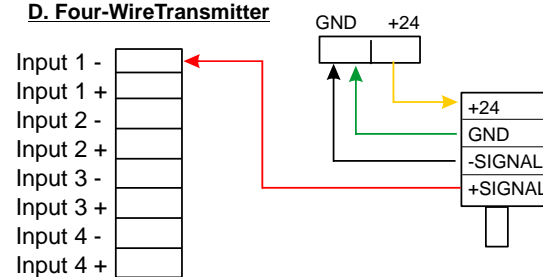 D. Four-WireTransmitter
GND +24
Input 1 -
Input 1 +
Input 2 -
Input 2 +
Input 3 -
Input 3 +
Input 4 -
Input 4 +
+24
GND
-SIGNAL
+SIGNAL